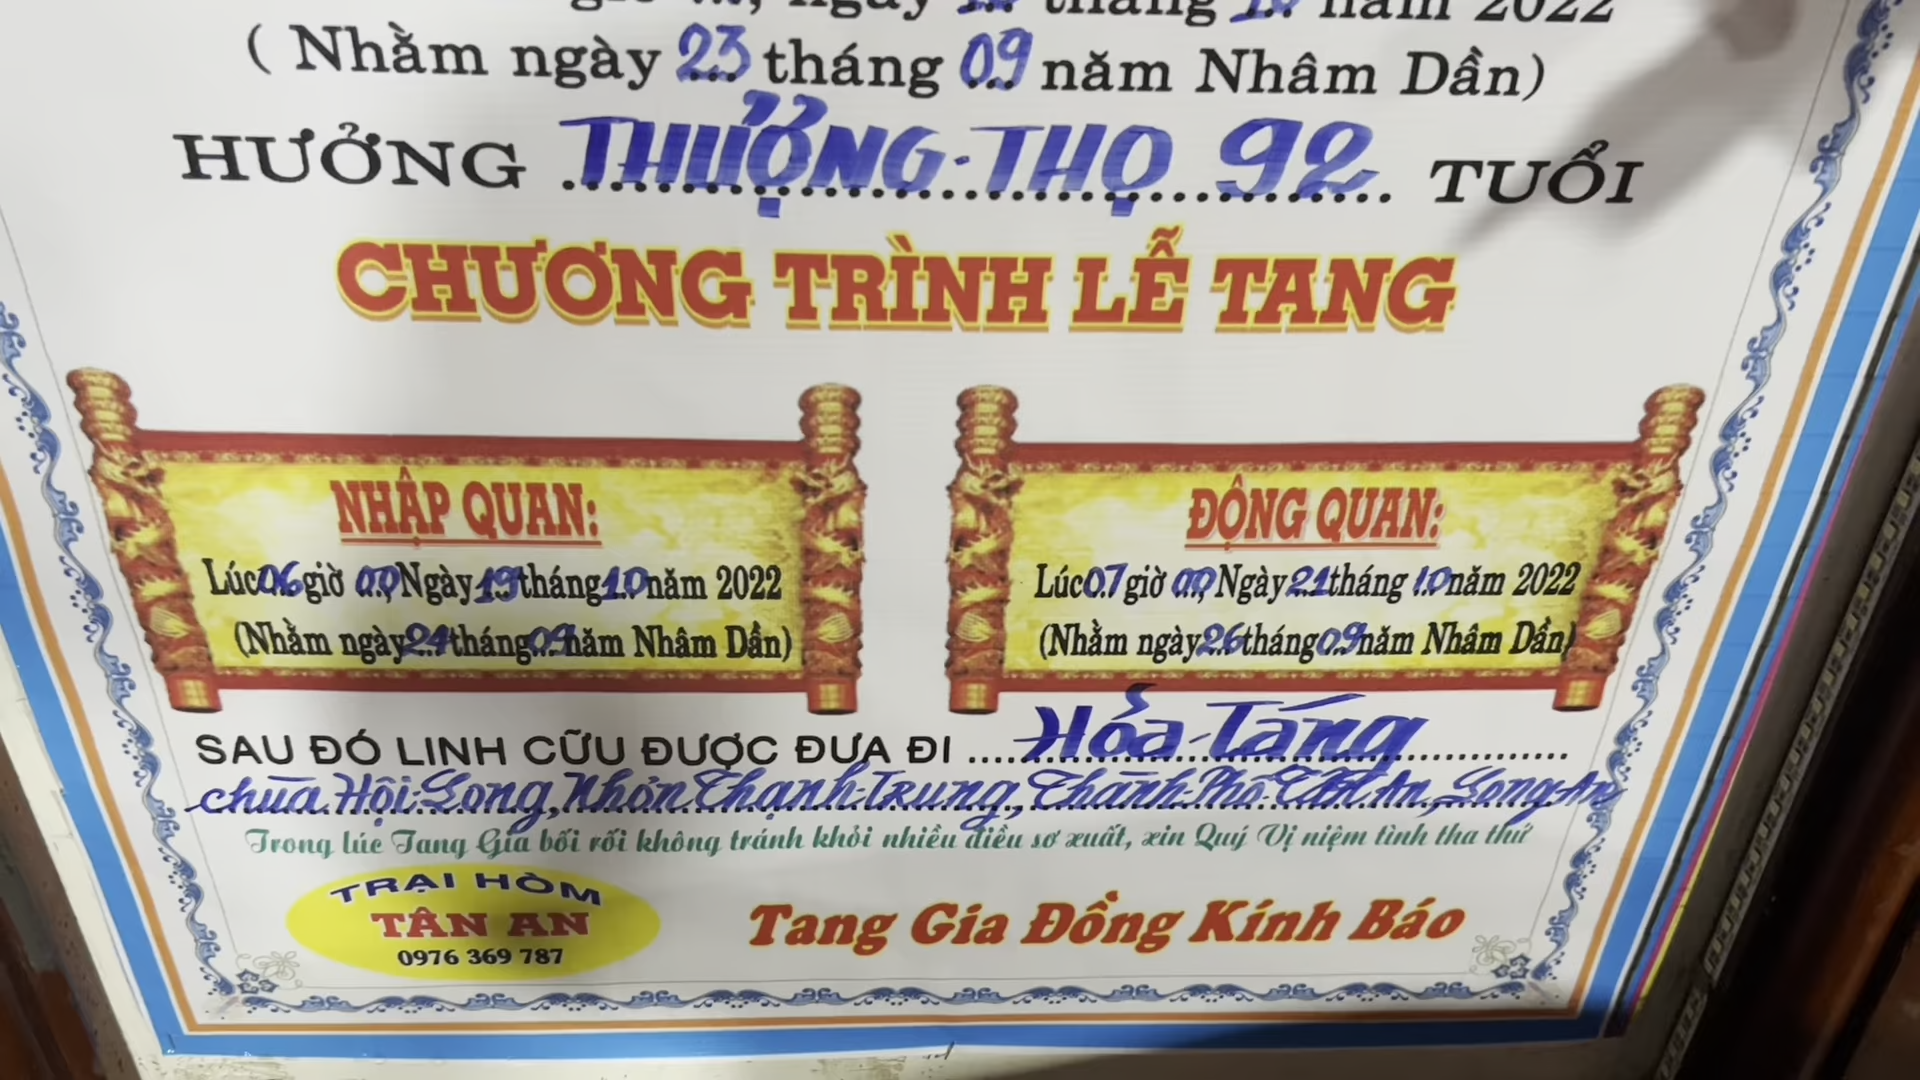 ngày tháng năm 2022
( Nhằm ngày 23 tháng 09 năm Nhâm Dần)
HƯỞNG THƯỢNG-THỌ 92 TUỔI
CHƯƠNG TRÌNH LỄ TANG
NHẬP QUAN:
Lúc 06 giờ 00, Ngày 19 tháng 10 năm 2022
(Nhằm ngày 24 tháng 09 năm Nhâm Dần)
ĐỘNG QUAN:
Lúc 07 giờ 00, Ngày 21 tháng 10 năm 2022
(Nhằm ngày 26 tháng 09 năm Nhâm Dần)
SAU ĐÓ LINH CỮU ĐƯỢC ĐƯA ĐI Hỏa-Táng
chùa Hội-Long, Nhơn Thạnh Trung, Thành Phố Tân An, Long An
Trong lúc Tang Gia bối rối không tránh khỏi nhiều điều sơ xuất, xin Quý Vị niệm tình tha thứ
TRẠI HÒM
TÂN AN
0976 369 787
Tang Gia Đồng Kính Báo